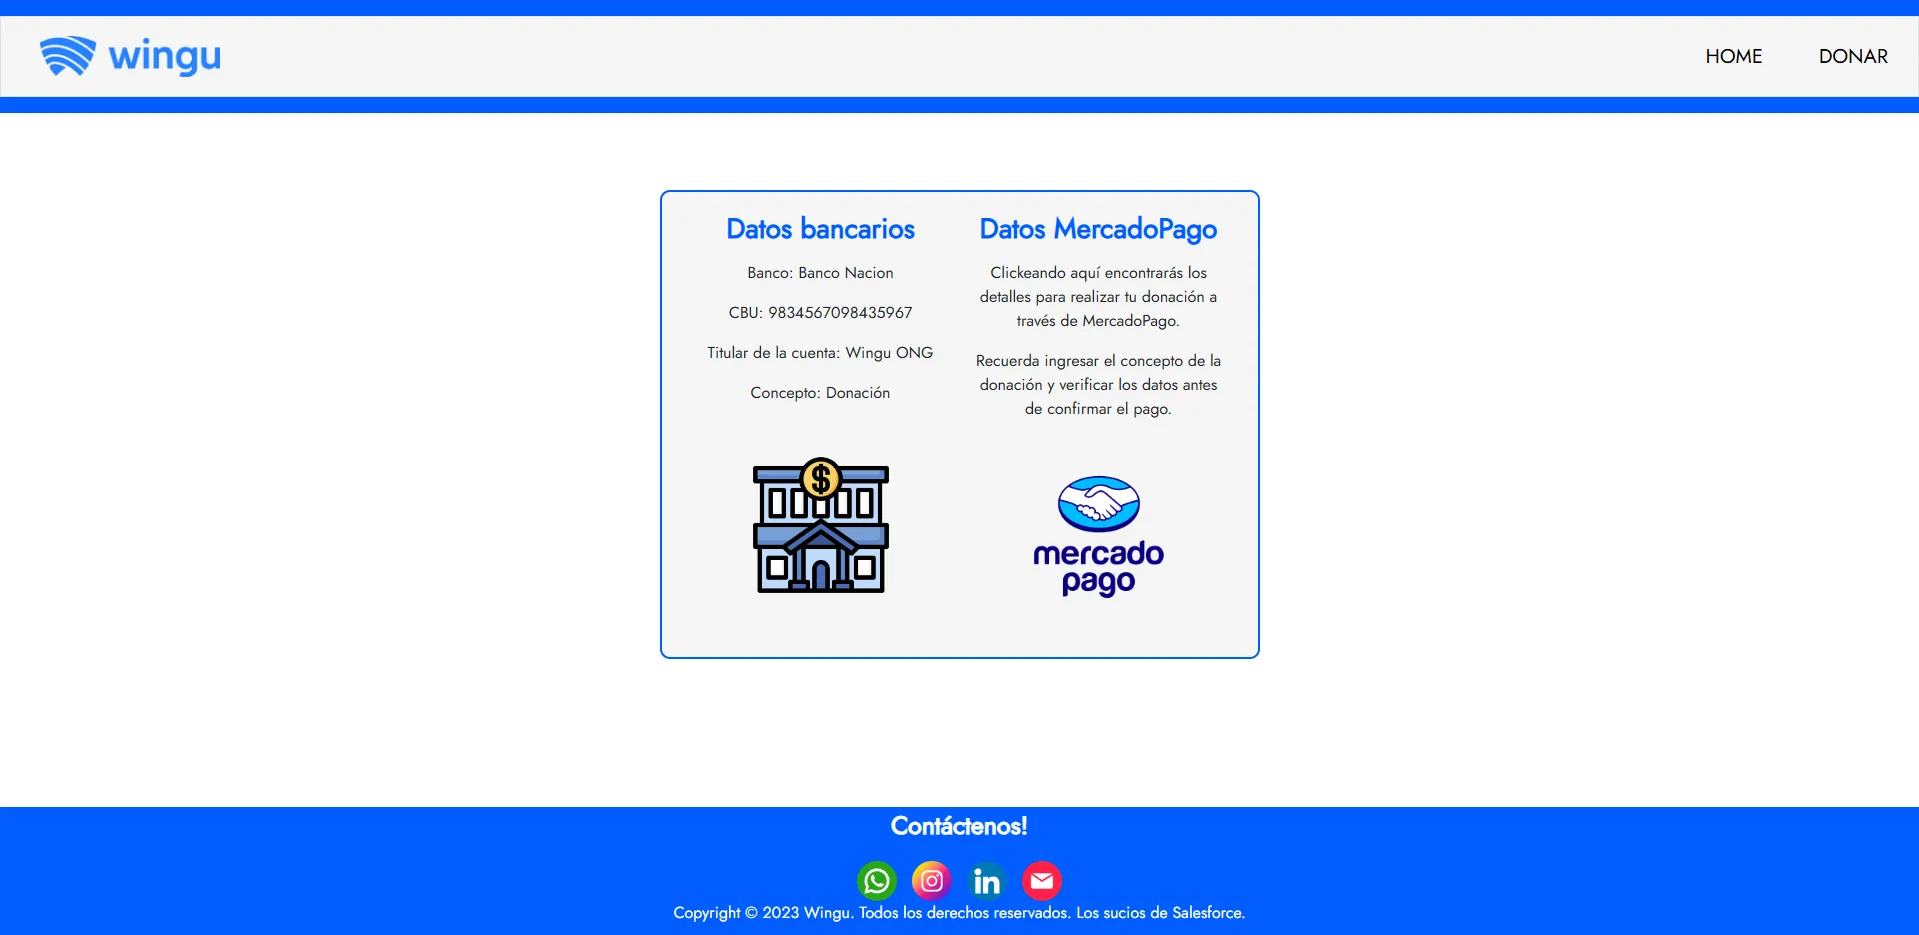 wingu
HOME
DONAR
Datos bancarios
Banco: Banco Nacion
CBU: 9834567098435967
Titular de la cuenta: Wingu ONG
Concepto: Donación
$
Datos MercadoPago
Clickeando aquí encontrarás los
detalles para realizar tu donación a
través de MercadoPago.
Recuerda ingresar el concepto de la
donación y verificar los datos antes
de confirmar el pago.
mercado
pago
Contáctenos!
in
Copyright © 2023 Wingu. Todos los derechos reservados. Los sucios de Salesforce.